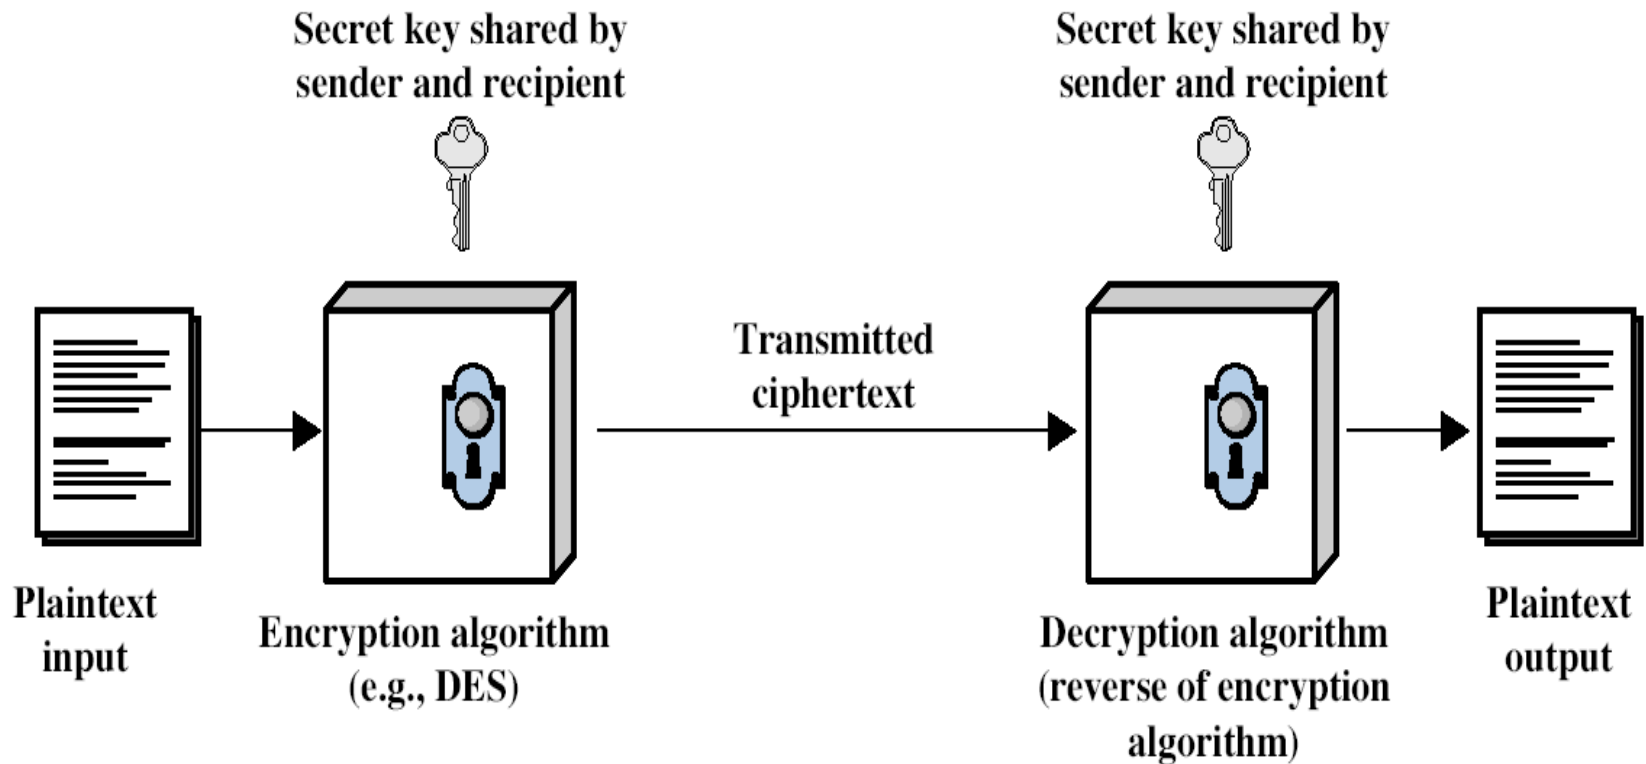 Secret key shared by
sender and recipient
Secret key shared by
sender and recipient
Transmitted
ciphertext
Plaintext
input
Encryption algorithm
(e.g., DES)
Decryption algorithm
(reverse of encryption
algorithm)
Plaintext
output